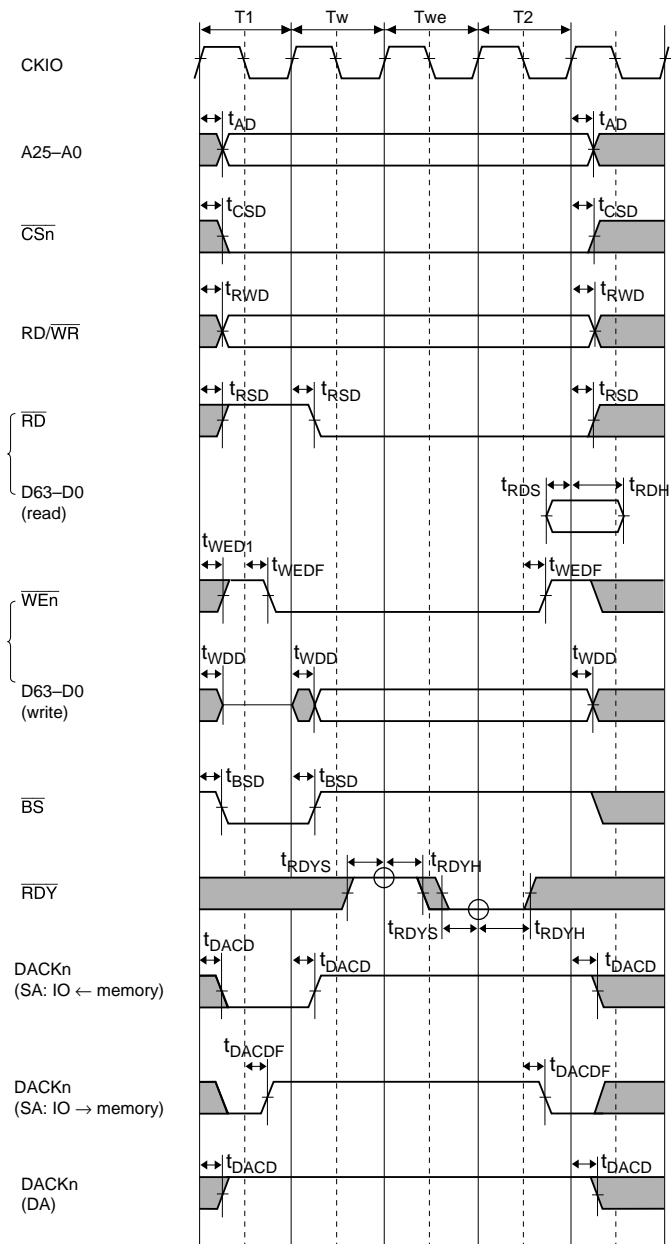 T1 Tw Twe T2
CKIO
tAD tAD
A25–A0
tCSD tCSD
CSn
tRWD tRWD
RD/WR
tRSD tRSD tRSD
RD
tRDS tRDH
D63–D0
(read)
tWED1 tWEDF tWEDF
WEn
tWDD tWDD tWDD
D63–D0
(write)
tBSD tBSD
BS
tRDYS tRDYH
RDY
tRDYS tRDYH
tDACD tDACD tDACD
DACKn
(SA: IO ← memory)
tDACDF tDACDF
DACKn
(SA: IO → memory)
tDACD tDACD
DACKn
(DA)